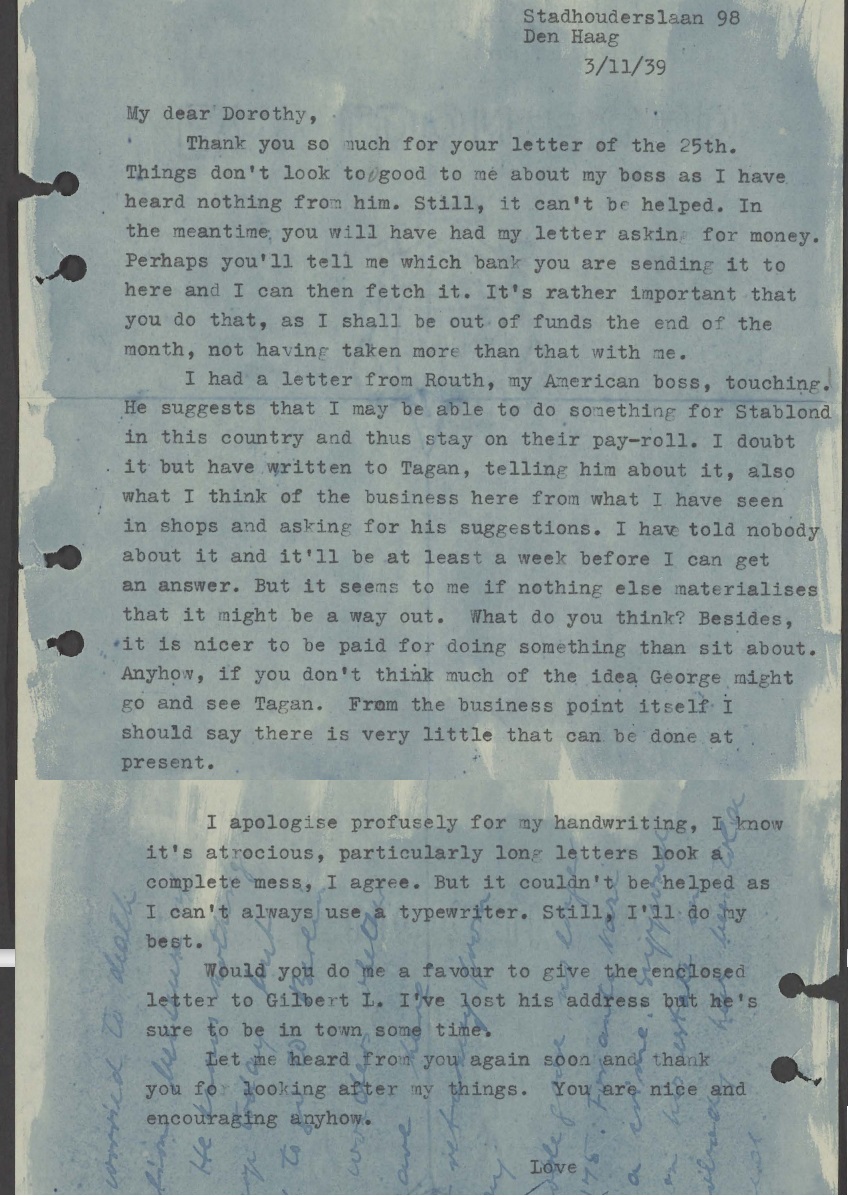 Stadhouderslaan 98
Den Haag
3/11/39
My dear Dorothy,
Thank you so much for your letter of the 25th.
Things don't look to good to me about my boss as I have
heard nothing from him. Still, it can't be helped. In
the meantime you will have had my letter askin for money.
Perhaps you'll tell me which bank you are sending it to
here and I can then fetch it. It's rather important that
you do that, as I shall be out of funds the end of the
month, not having taken more than that with me.
I had a letter from Routh, my American boss, touching.
He suggests that I may be able to do something for Stablond
in this country and thus stay on their pay-roll. I doubt
it but have written to Tagan, telling him about it, also
what I think of the business here from what I have seen
in shops and asking for his suggestions. I have told nobody
about it and it'll be at least a week before I can get
an answer. But it seems to me if nothing else materialises
that it might be a way out. What do you think? Besides,
it is nicer to be paid for doing something than sit about.
Anyhow, if you don't think much of the idea George might
go and see Tagan. From the business point itself I
should say there is very little that can be done at
present.
I apologise profusely for my handwriting, I know
it's atrocious, particularly long letters look a
complete mess, I agree. But it couldn't be helped as
I can't always use a typewriter. Still, I'll do my
best.
Would you do me a favour to give the enclosed
letter to Gilbert L. I've lost his address but he's
sure to be in town some time.
Let me heard from you again soon and thank
you for looking after my things. You are nice and
encouraging anyhow.
Love
worried to death